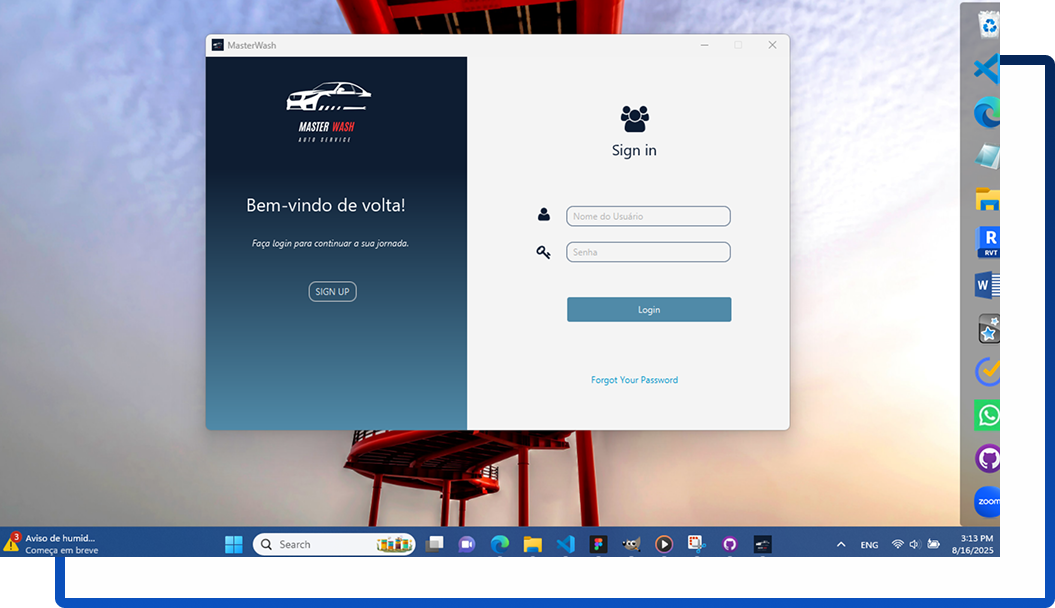 MasterWash
MASTER WASH
AUTO SERVICE
Bem-vindo de volta!
Faça login para continuar a sua jornada.
SIGN UP
Sign in
Nome do Usuário
Senha
Login
Forgot Your Password
R
RVT
W
zoom
3
Aviso de humid...
Começa em breve
Search
ENG
3:13 PM
8/16/2025